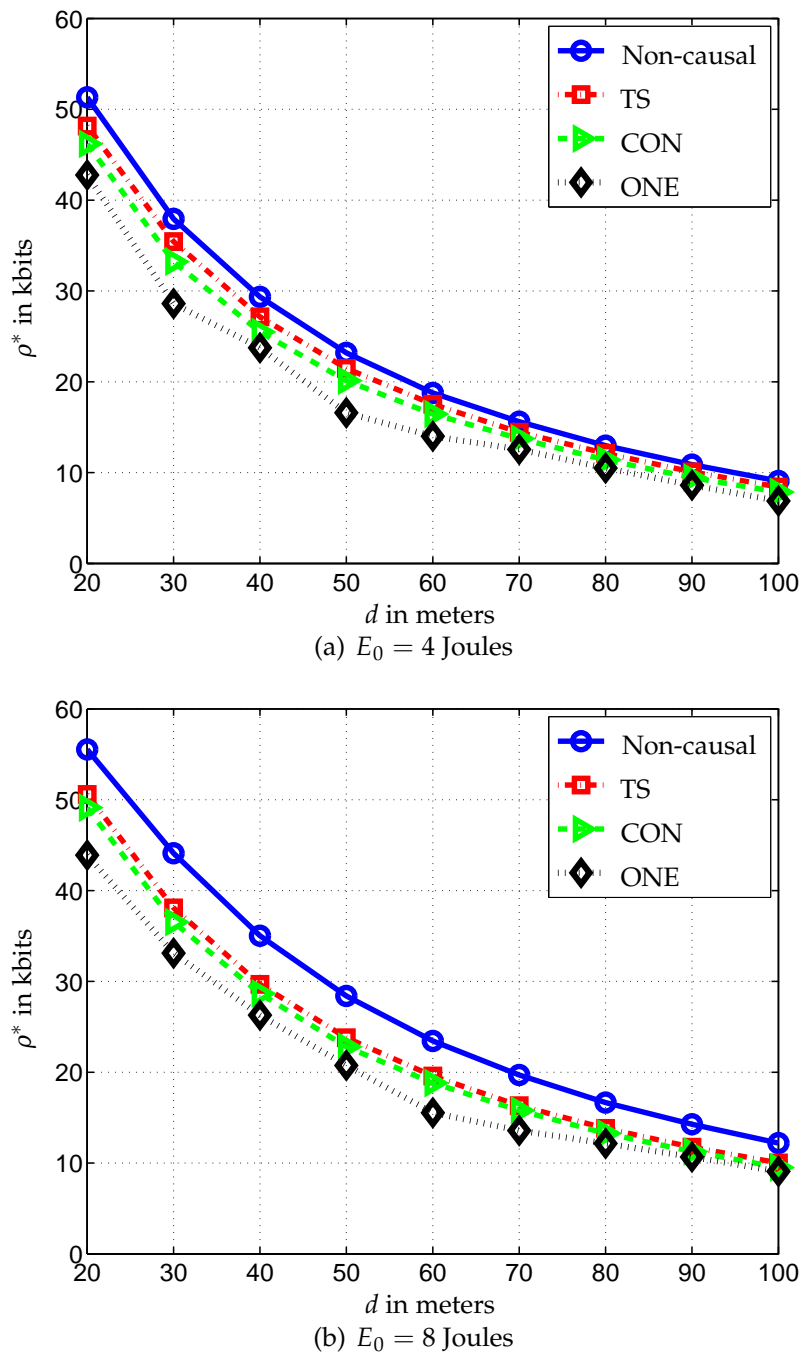 60
50
40
30
20
10
0
ρ* in kbits
Non-causal
TS
CON
ONE
20 30 40 50 60 70 80 90 100
d in meters
(a) E₀ = 4 Joules
60
50
40
30
20
10
0
ρ* in kbits
Non-causal
TS
CON
ONE
20 30 40 50 60 70 80 90 100
d in meters
(b) E₀ = 8 Joules